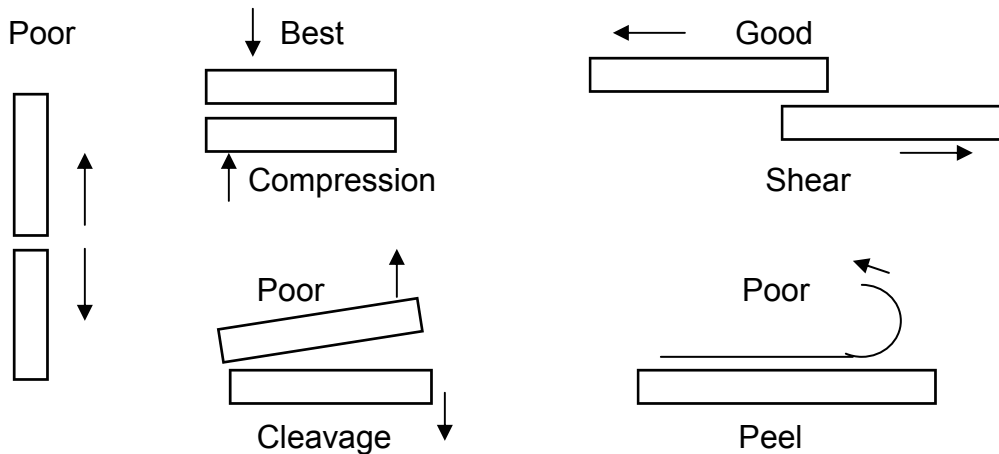 Poor
Best
Good
Compression
Shear
Poor
Poor
Cleavage
Peel